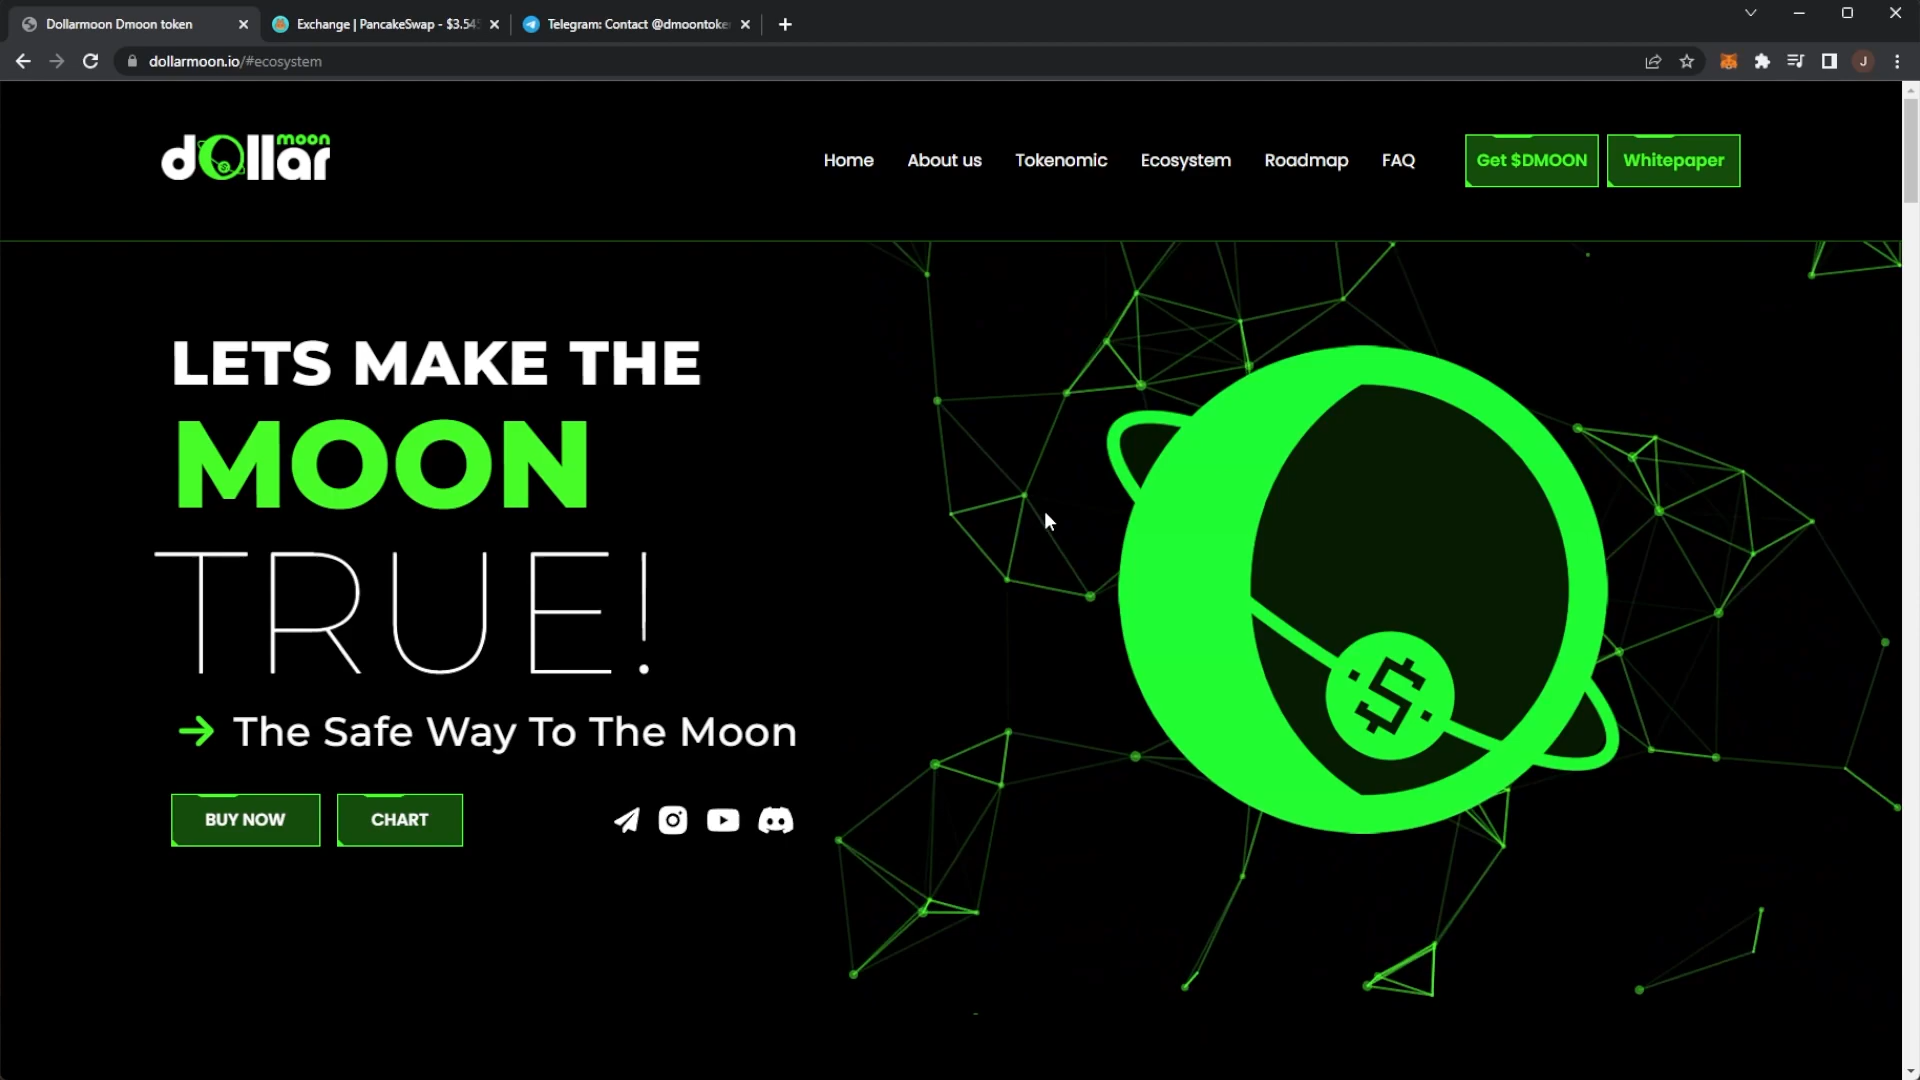 Dollarmoon Dmoon token
Exchange | PancakeSwap - $3.545
Telegram: Contact @dmoontoke
dollarmoon.io/#ecosystem
J
dollar moon
Home About us Tokenomic Ecosystem Roadmap FAQ Get $DMOON Whitepaper
LETS MAKE THE
MOON
TRUE!
The Safe Way To The Moon
BUY NOW CHART
$